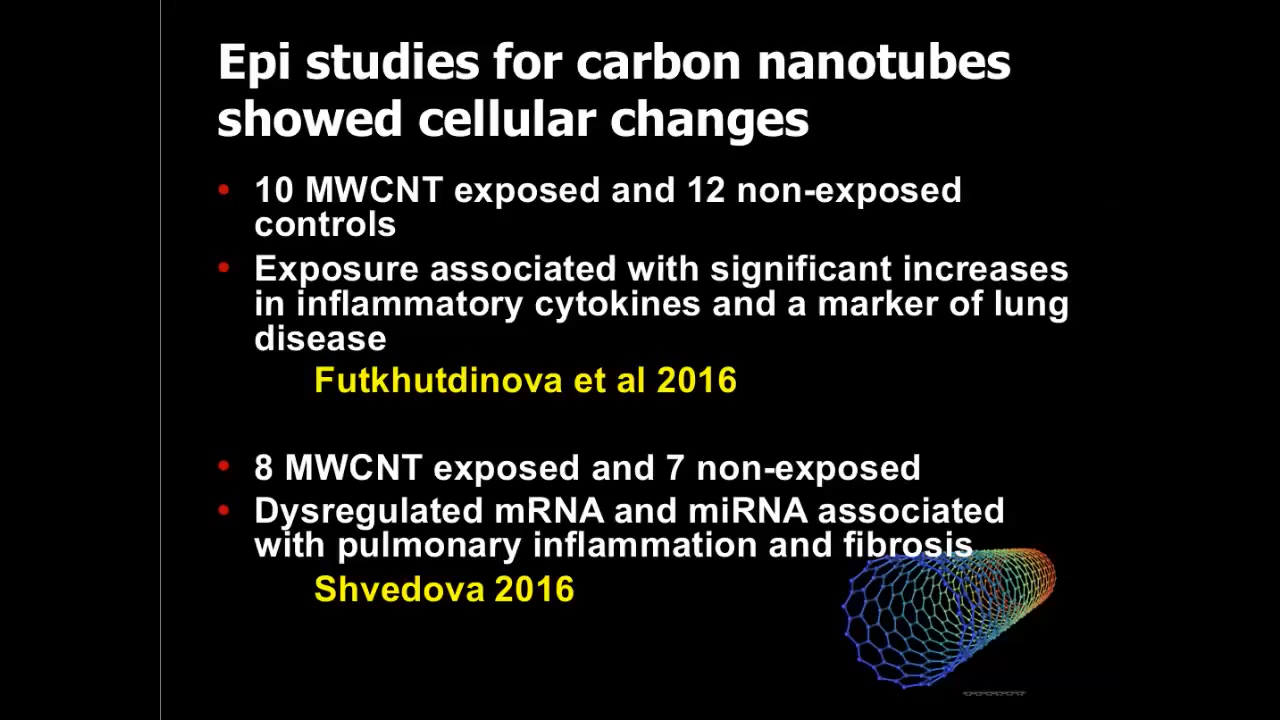 Epi studies for carbon nanotubes
showed cellular changes
• 10 MWCNT exposed and 12 non-exposed
controls
• Exposure associated with significant increases
in inflammatory cytokines and a marker of lung
disease
Futkhutdinova et al 2016
• 8 MWCNT exposed and 7 non-exposed
• Dysregulated mRNA and miRNA associated
with pulmonary inflammation and fibrosis
Shvedova 2016